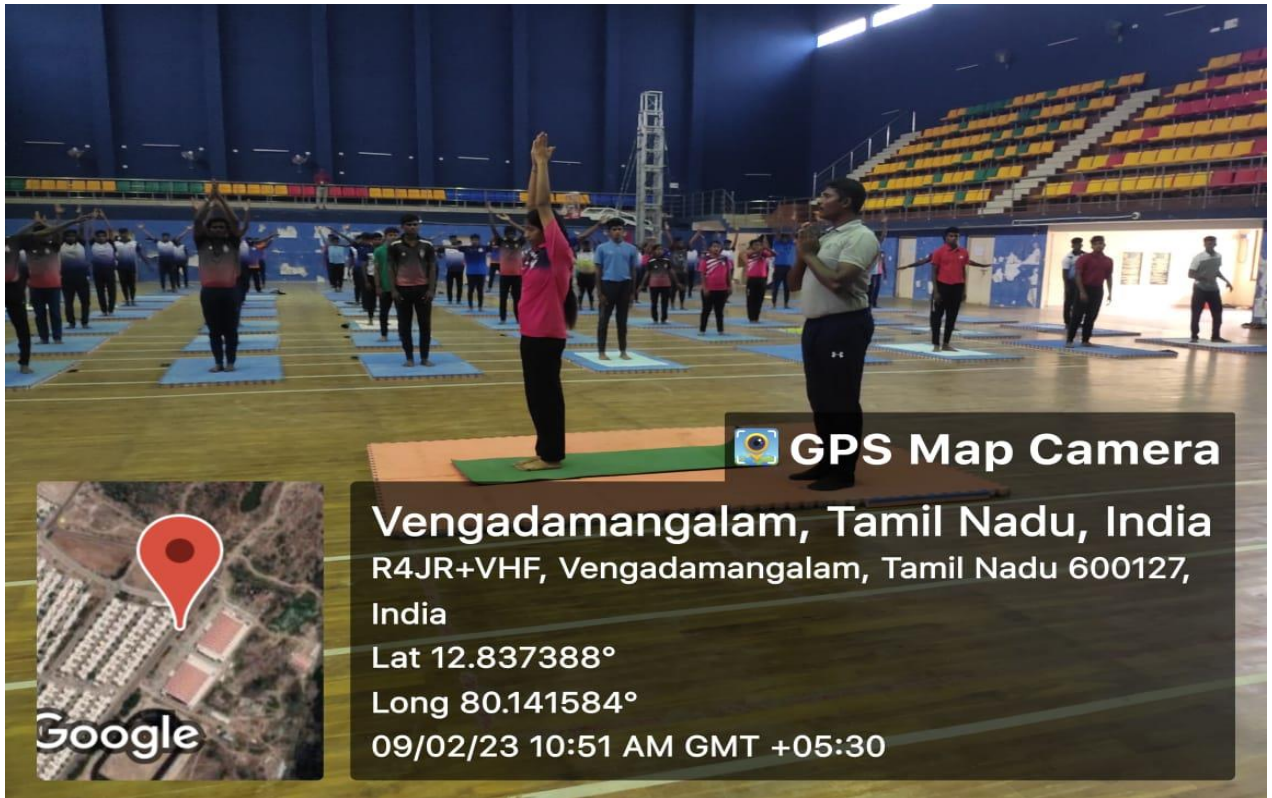 GPS Map Camera
Vengadamangalam, Tamil Nadu, India
R4JR+VHF, Vengadamangalam, Tamil Nadu 600127,
India
Lat 12.837388°
Long 80.141584°
09/02/23 10:51 AM GMT +05:30
Google